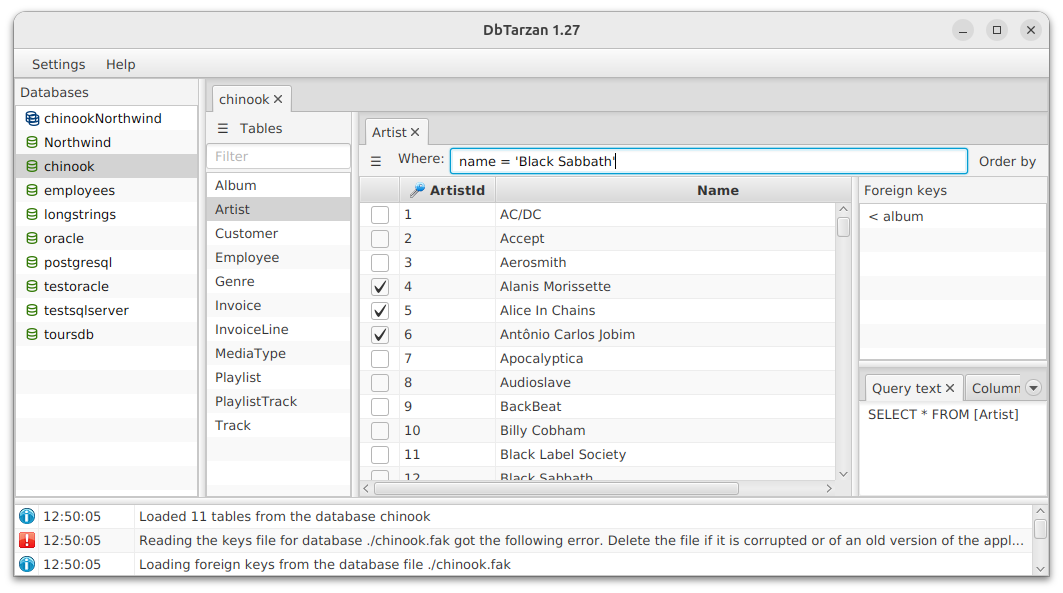 DbTarzan 1.27
Settings Help
Databases
chinookNorthwind
Northwind
chinook
employees
longstrings
oracle
postgresql
testoracle
testsqlserver
toursdb
chinook
Tables
Filter
Album
Artist
Customer
Employee
Genre
Invoice
InvoiceLine
MediaType
Playlist
PlaylistTrack
Track
Artist
Where: name = 'Black Sabbath' Order by
ArtistId Name
1 AC/DC
2 Accept
3 Aerosmith
4 Alanis Morissette
5 Alice In Chains
6 Antônio Carlos Jobim
7 Apocalyptica
8 Audioslave
9 BackBeat
10 Billy Cobham
11 Black Label Society
12 Black Sabbath
Foreign keys
< album
Query text Column
SELECT * FROM [Artist]
12:50:05 Loaded 11 tables from the database chinook
12:50:05 Reading the keys file for database ./chinook.fak got the following error. Delete the file if it is corrupted or of an old version of the appl...
12:50:05 Loading foreign keys from the database file ./chinook.fak